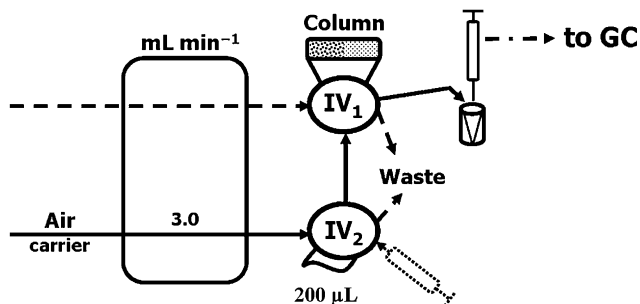 Column
mL min⁻¹
to GC
IV₁
Waste
Air
3.0
carrier
IV₂
200 µL